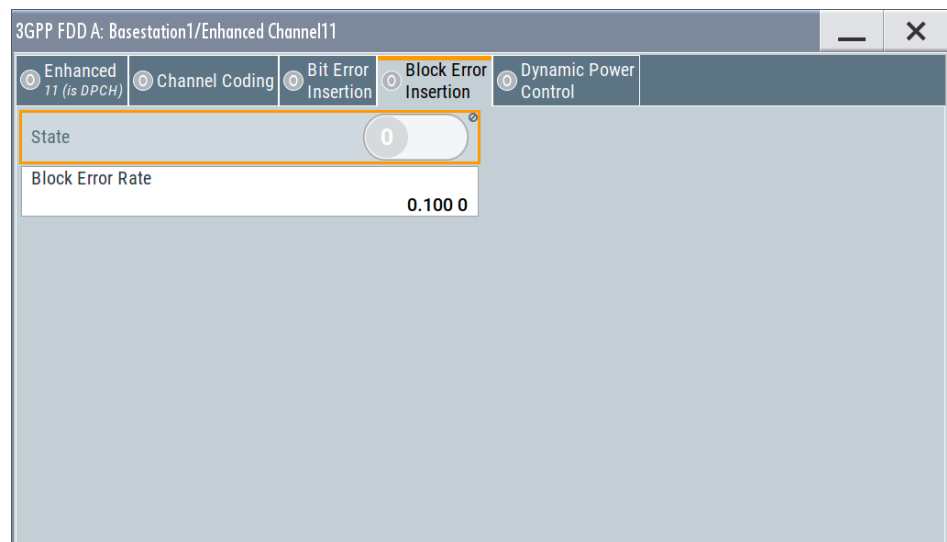 3GPP FDD A: Basestation1/Enhanced Channel11
Enhanced
11 (is DPCH)
Channel Coding
Bit Error
Insertion
Block Error
Insertion
Dynamic Power
Control
State
0
Block Error Rate
0.100 0